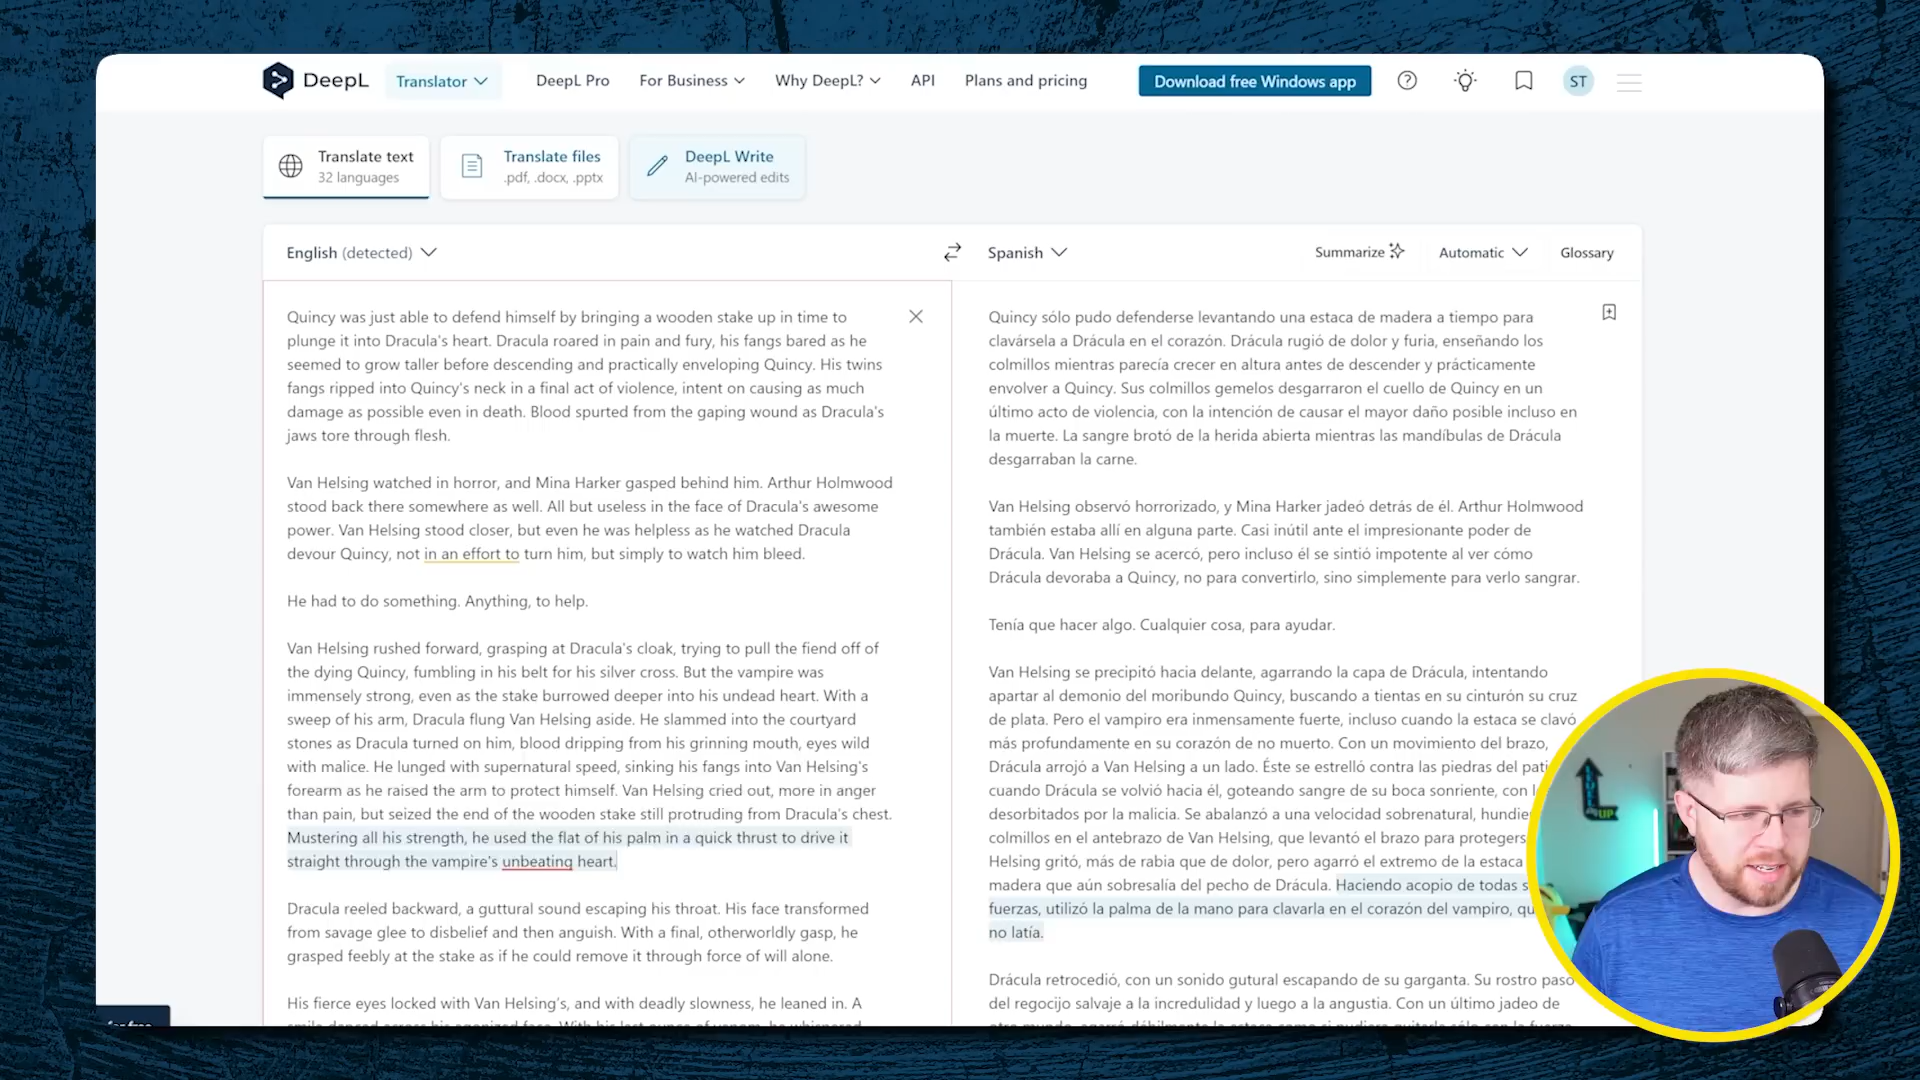 DeepL
Translator
DeepL Pro
For Business
Why DeepL?
API
Plans and pricing
Download free Windows app
ST
Translate text
32 languages
Translate files
.pdf, .docx, .pptx
DeepL Write
AI-powered edits
English (detected)
Spanish
Summarize
Automatic
Glossary
Quincy was just able to defend himself by bringing a wooden stake up in time to
plunge it into Dracula's heart. Dracula roared in pain and fury, his fangs bared as he
seemed to grow taller before descending and practically enveloping Quincy. His twins
fangs ripped into Quincy's neck in a final act of violence, intent on causing as much
damage as possible even in death. Blood spurted from the gaping wound as Dracula's
jaws tore through flesh.
Van Helsing watched in horror, and Mina Harker gasped behind him. Arthur Holmwood
stood back there somewhere as well. All but useless in the face of Dracula's awesome
power. Van Helsing stood closer, but even he was helpless as he watched Dracula
devour Quincy, not in an effort to turn him, but simply to watch him bleed.
He had to do something. Anything, to help.
Van Helsing rushed forward, grasping at Dracula's cloak, trying to pull the fiend off of
the dying Quincy, fumbling in his belt for his silver cross. But the vampire was
immensely strong, even as the stake burrowed deeper into his undead heart. With a
sweep of his arm, Dracula flung Van Helsing aside. He slammed into the courtyard
stones as Dracula turned on him, blood dripping from his grinning mouth, eyes wild
with malice. He lunged with supernatural speed, sinking his fangs into Van Helsing's
forearm as he raised the arm to protect himself. Van Helsing cried out, more in anger
than pain, but seized the end of the wooden stake still protruding from Dracula's chest.
Mustering all his strength, he used the flat of his palm in a quick thrust to drive it
straight through the vampire's unbeating heart.
Dracula reeled backward, a guttural sound escaping his throat. His face transformed
from savage glee to disbelief and then anguish. With a final, otherworldly gasp, he
grasped feebly at the stake as if he could remove it through force of will alone.
His fierce eyes locked with Van Helsing's, and with deadly slowness, he leaned in. A
Quincy sólo pudo defenderse levantando una estaca de madera a tiempo para
clavársela a Drácula en el corazón. Drácula rugió de dolor y furia, enseñando los
colmillos mientras parecía crecer en altura antes de descender y prácticamente
envolver a Quincy. Sus colmillos gemelos desgarraron el cuello de Quincy en un
último acto de violencia, con la intención de causar el mayor daño posible incluso en
la muerte. La sangre brotó de la herida abierta mientras las mandíbulas de Drácula
desgarraban la carne.
Van Helsing observó horrorizado, y Mina Harker jadeó detrás de él. Arthur Holmwood
también estaba allí en alguna parte. Casi inútil ante el impresionante poder de
Drácula. Van Helsing se acercó, pero incluso él se sintió impotente al ver cómo
Drácula devoraba a Quincy, no para convertirlo, sino simplemente para verlo sangrar.
Tenía que hacer algo. Cualquier cosa, para ayudar.
Van Helsing se precipitó hacia delante, agarrando la capa de Drácula, intentando
apartar al demonio del moribundo Quincy, buscando a tientas en su cinturón su cruz
de plata. Pero el vampiro era inmensamente fuerte, incluso cuando la estaca se clavó
más profundamente en su corazón de no muerto. Con un movimiento del brazo,
Drácula arrojó a Van Helsing a un lado. Éste se estrelló contra las piedras del
cuando Drácula se volvió hacia él, goteando sangre de su boca sonriente, con
desorbitados por la malicia. Se abalanzó a una velocidad sobrenatural,
colmillos en el antebrazo de Van Helsing, que levantó el brazo para
Helsing gritó, más de rabia que de dolor, pero agarró el extremo de la estaca
madera que aún sobresalía del pecho de Drácula. Haciendo acopio de todas
fuerzas, utilizó la palma de la mano para clavarla en el corazón del vampiro,
no latía.
Drácula retrocedió, con un sonido gutural escapando de su garganta. Su rostro pasó
del regocijo salvaje a la incredulidad y luego a la angustia. Con un último jadeo de
UP